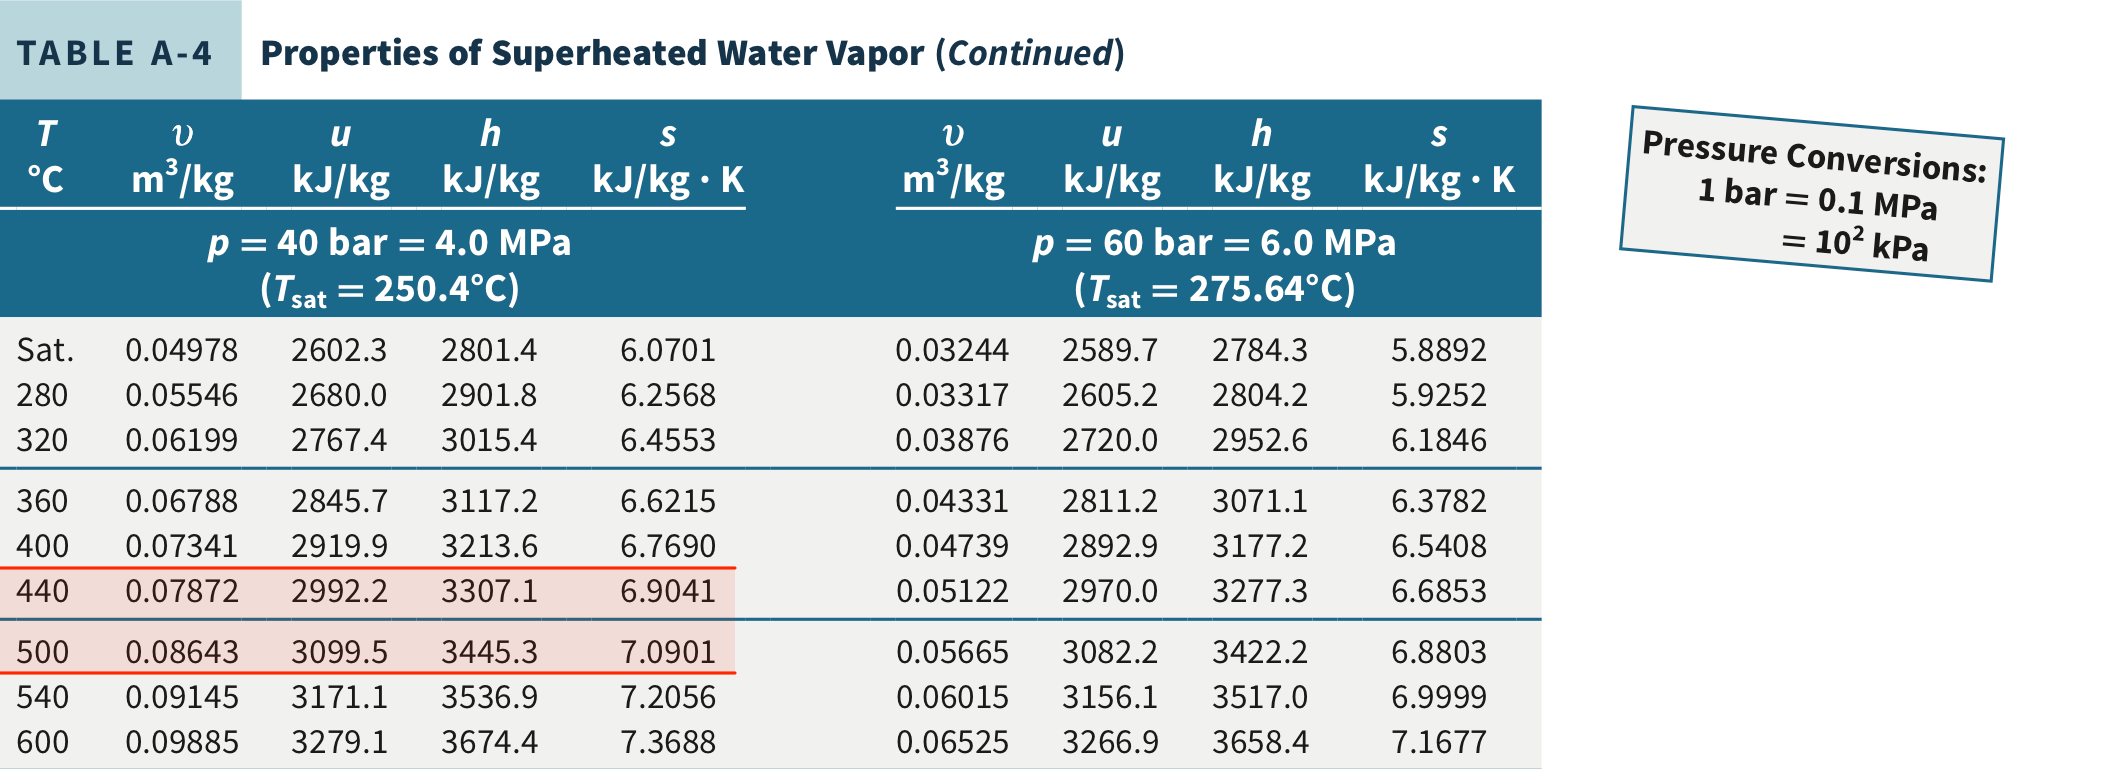 TABLE A-4 Properties of Superheated Water Vapor (Continued)
T υ u h s υ u h s
°C m³/kg kJ/kg kJ/kg kJ/kg · K m³/kg kJ/kg kJ/kg kJ/kg · K
p = 40 bar = 4.0 MPa p = 60 bar = 6.0 MPa
(Tsat = 250.4°C) (Tsat = 275.64°C)
Sat. 0.04978 2602.3 2801.4 6.0701 0.03244 2589.7 2784.3 5.8892
280 0.05546 2680.0 2901.8 6.2568 0.03317 2605.2 2804.2 5.9252
320 0.06199 2767.4 3015.4 6.4553 0.03876 2720.0 2952.6 6.1846
360 0.06788 2845.7 3117.2 6.6215 0.04331 2811.2 3071.1 6.3782
400 0.07341 2919.9 3213.6 6.7690 0.04739 2892.9 3177.2 6.5408
440 0.07872 2992.2 3307.1 6.9041 0.05122 2970.0 3277.3 6.6853
500 0.08643 3099.5 3445.3 7.0901 0.05665 3082.2 3422.2 6.8803
540 0.09145 3171.1 3536.9 7.2056 0.06015 3156.1 3517.0 6.9999
600 0.09885 3279.1 3674.4 7.3688 0.06525 3266.9 3658.4 7.1677
Pressure Conversions:
1 bar = 0.1 MPa
= 10² kPa